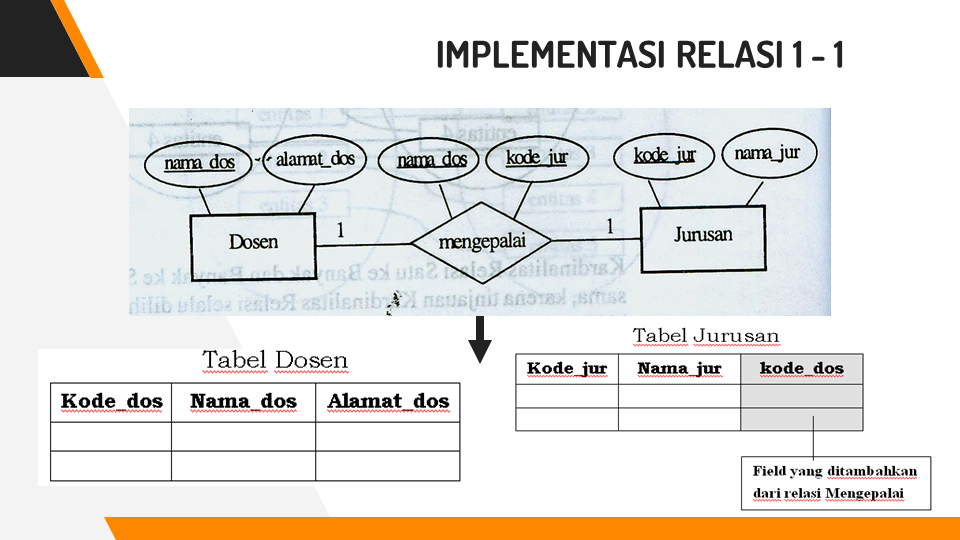 IMPLEMENTASI RELASI 1 - 1
nama_dos alamat_dos nama_dos kode_jur kode_jur nama_jur
Dosen 1 mengepalai 1 Jurusan
Tabel Dosen
Kode_dos Nama_dos Alamat_dos
Tabel Jurusan
Kode_jur Nama_jur kode_dos
Field yang ditambahkan
dari relasi Mengepalai